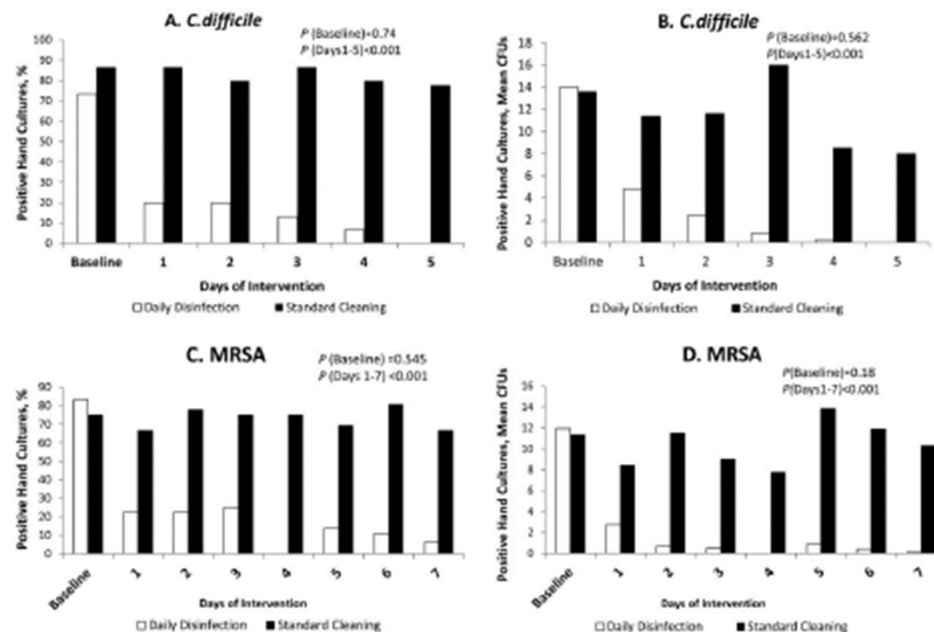 A. C.difficile
P (Baseline)=0.74
P (Days1-5)<0.001
Positive Hand Cultures, %
100
90
80
70
60
50
40
30
20
10
0
Baseline 1 2 3 4 5
Days of Intervention
Daily Disinfection Standard Cleaning
B. C.difficile
P (Baseline)=0.562
P(Days1-5)<0.001
Positive Hand Cultures, Mean CFUs
18
16
14
12
10
8
6
4
2
0
Baseline 1 2 3 4 5
Days of Intervention
Daily Disinfection Standard Cleaning
C. MRSA
P (Baseline) =0.545
P (Days 1-7) <0.001
Positive Hand Cultures, %
90
80
70
60
50
40
30
20
10
0
Baseline 1 2 3 4 5 6 7
Days of Intervention
Daily Disinfection Standard Cleaning
D. MRSA
P(Baseline)=0.18
P(Days1-7)<0.001
Positive Hand Cultures, Mean CFUs
16
14
12
10
8
6
4
2
0
Baseline 1 2 3 4 5 6 7
Days of Intervention
Daily Disinfection Standard Cleaning